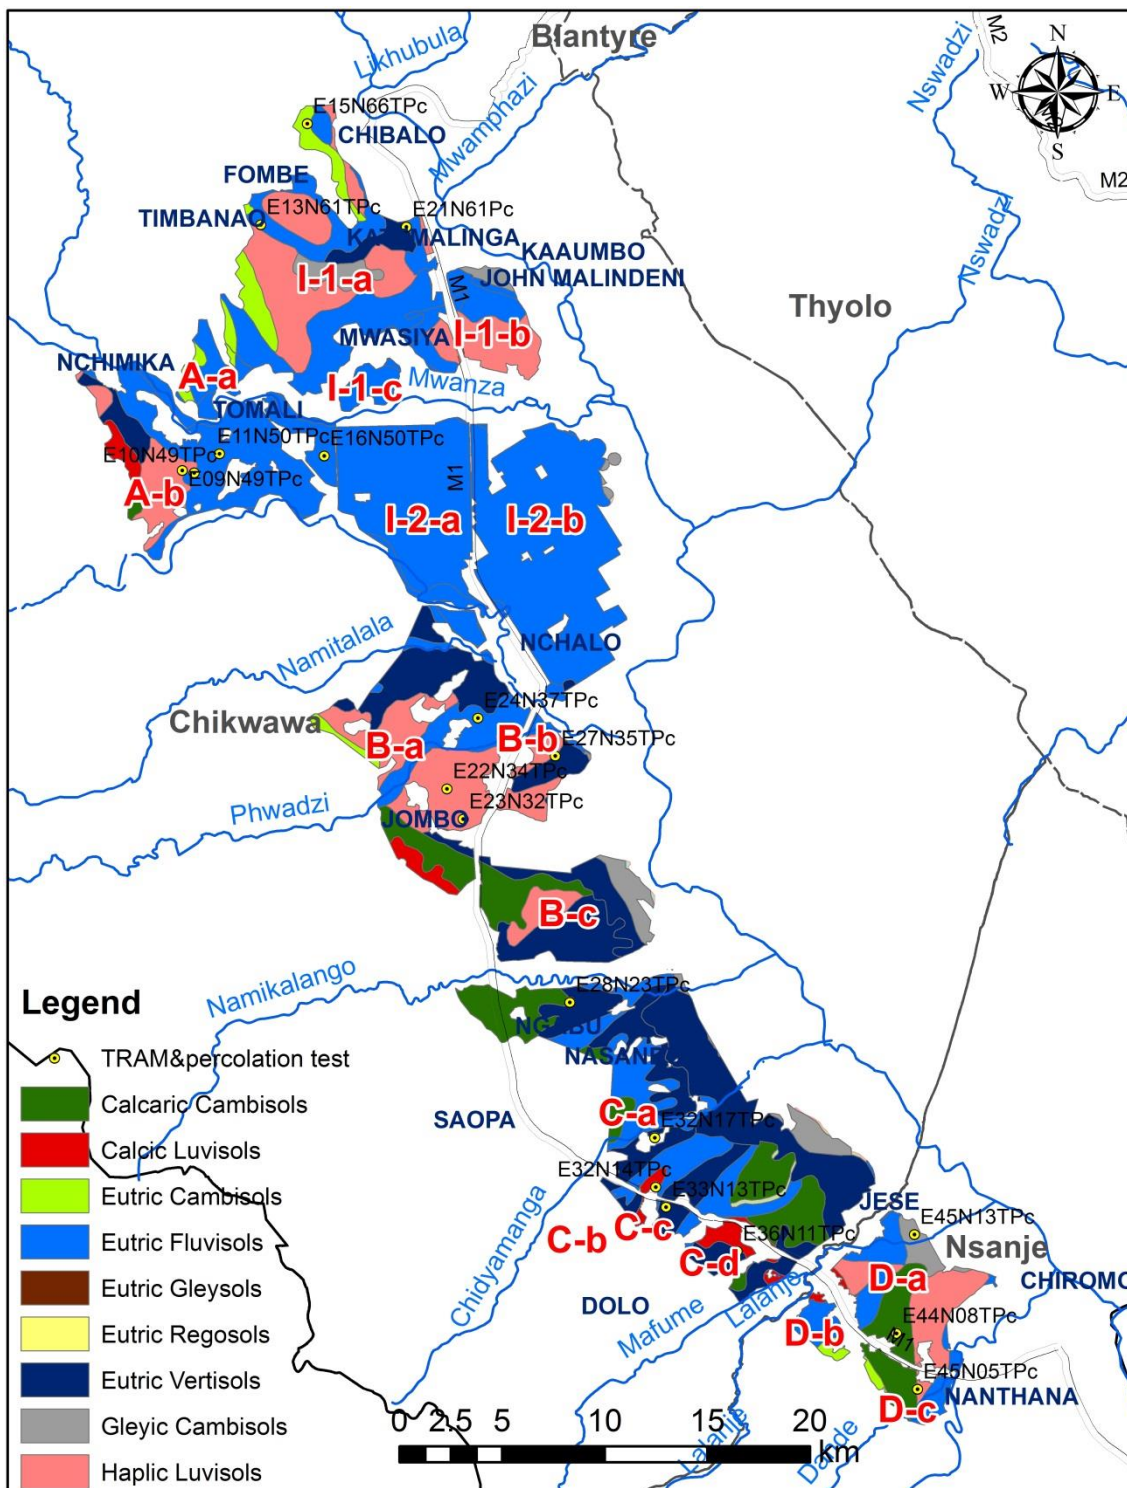 Blantyre
Likhubula
Mwamphazi
Nswadzi
M2
N
W E
S
M2
E15N66TPc
CHIBALO
FOMBE
E13N61TPc
TIMBANAO
E21N61Pc
KAAUMBO
JOHN MALINDENI
I-1-a
M1
Thyolo
Nswadzi
MWASIYA
I-1-b
NCHIMIKA
A-a
I-1-c
Mwanza
TOMALI
E11N50TPc
E16N50TPc
E10N49TPc
E09N49TPc
A-b
M1
I-2-a
I-2-b
NCHALO
Namitalala
E24N37TPc
Chikwawa
B-a
B-b
E27N35TPc
E22N34TPc
E23N32TPc
Phwadzi
JOMBO
B-c
Namikalango
E28N23TPc
Legend
TRAM&percolation test
Calcaric Cambisols
Calcic Luvisols
Eutric Cambisols
Eutric Fluvisols
Eutric Gleysols
Eutric Regosols
Eutric Vertisols
Gleyic Cambisols
Haplic Luvisols
SAOPA
C-a
E32N17TPc
E32N14TPc
E33N13TPc
JESE
E45N13TPc
C-b
C-c
E36N11TPc
Nsanje
C-d
D-a
CHIROMO
Chidyamanga
DOLO
Mafume
Lalanje
E44N08TPc
D-b
M1
E45N05TPc
NANTHANA
D-c
Lalanje
Dande
0 2.5 5 10 15 20
km